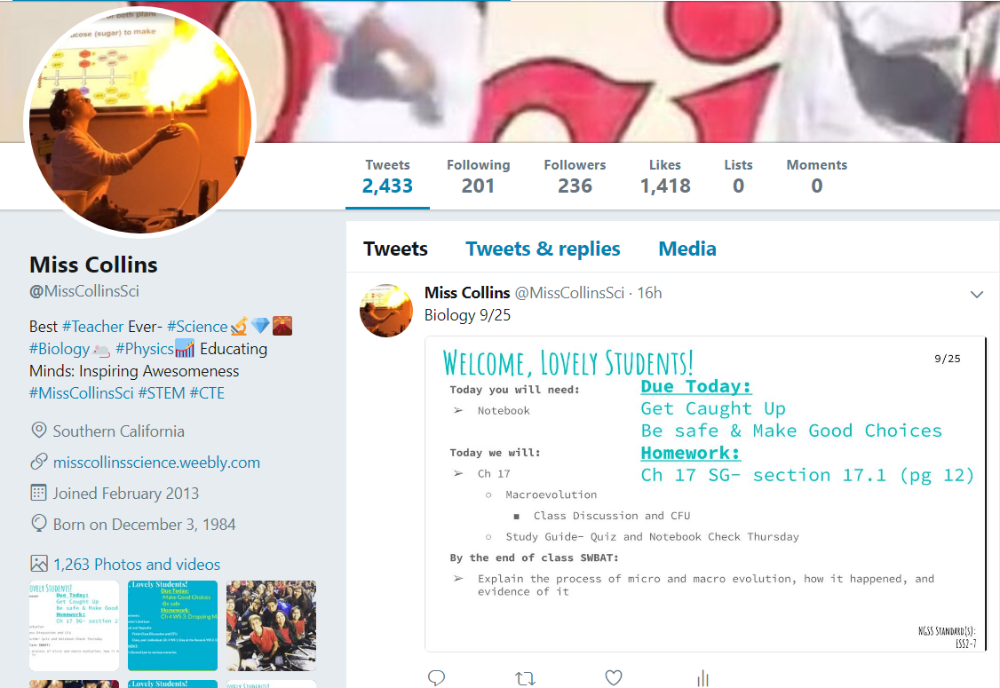 of both plant
cose (sugar) to make
Tweets Following Followers Likes Lists Moments
2,433 201 236 1,418 0 0
Miss Collins
@MissCollinsSci
Best #Teacher Ever- #Science🔬💎🌋
#Biology🐁 #Physics📊 Educating
Minds: Inspiring Awesomeness
#MissCollinsSci #STEM #CTE
Southern California
misscollinsscience.weebly.com
Joined February 2013
Born on December 3, 1984
1,263 Photos and videos
Tweets Tweets & replies Media
Miss Collins @MissCollinsSci · 16h
Biology 9/25
Welcome, Lovely Students!
9/25
Today you will need:
➢ Notebook
Today we will:
➢ Ch 17
○ Macroevolution
■ Class Discussion and CFU
○ Study Guide- Quiz and Notebook Check Thursday
By the end of class SWBAT:
➢ Explain the process of micro and macro evolution, how it happened, and
evidence of it
Due Today:
Get Caught Up
Be safe & Make Good Choices
Homework:
Ch 17 SG- section 17.1 (pg 12)
NGSS Standard(s):
LSS2-7
ovely Students!
Due Today:
Get Caught Up
Be safe & Make Good
Homework:
Ch 17 SG- section 1
. Lovely Students!
Due Today:
-Make Good Choices
-Be safe
Homework:
Ch 4 WS 3: Dropping M